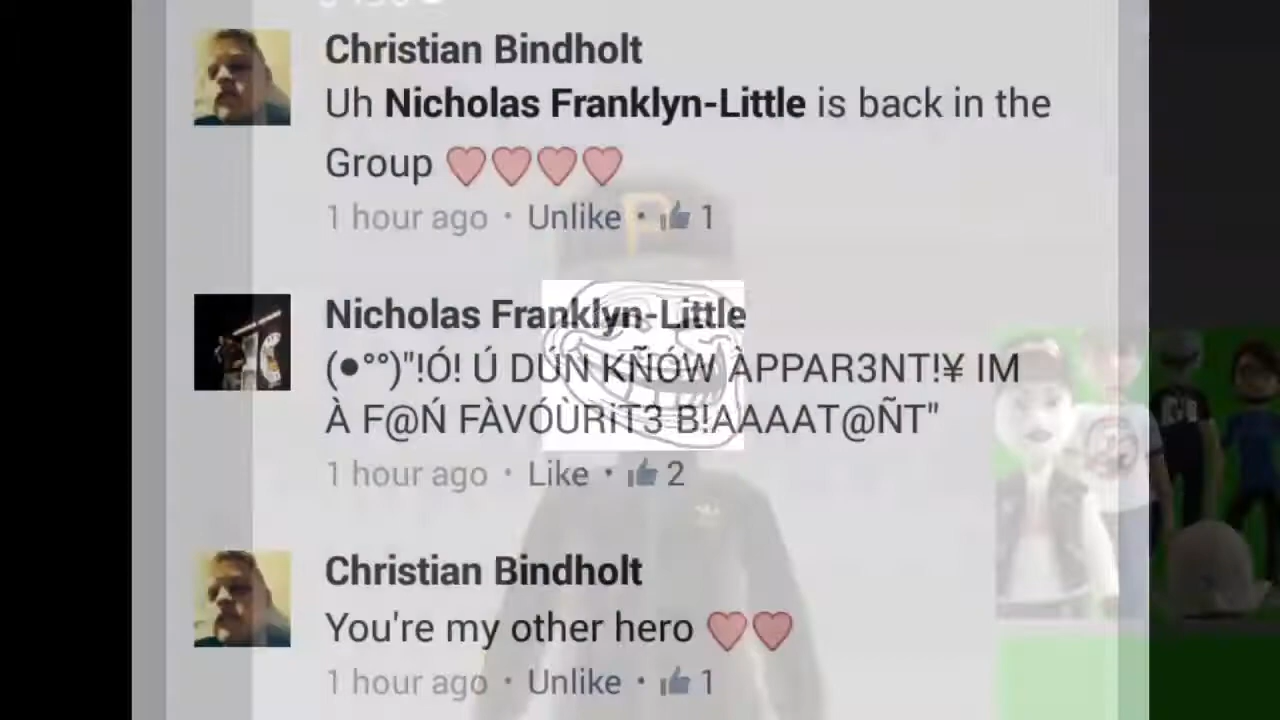 Christian Bindholt
Uh Nicholas Franklyn-Little is back in the
Group ♥♥♥♥
1 hour ago • Unlike • 1
P
Nicholas Franklyn-Little
(●°°)"!Ó! Ú DÚN KÑÓW ÀPPAR3NT!¥ IM
À F@Ń FÀVÓÙRiT3 B!AAAAT@ÑT"
1 hour ago • Like • 2
Christian Bindholt
You're my other hero ♥♥
1 hour ago • Unlike • 1